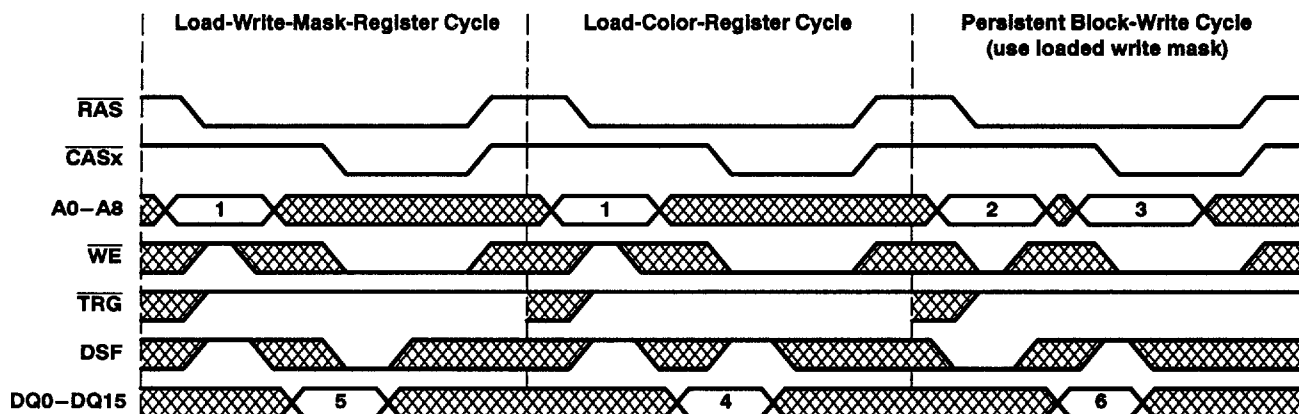 Load-Write-Mask-Register Cycle
Load-Color-Register Cycle
Persistent Block-Write Cycle
(use loaded write mask)
RAS
CASx
A0–A8 1 1 2 3
WE
TRG
DSF
DQ0–DQ15 5 4 6